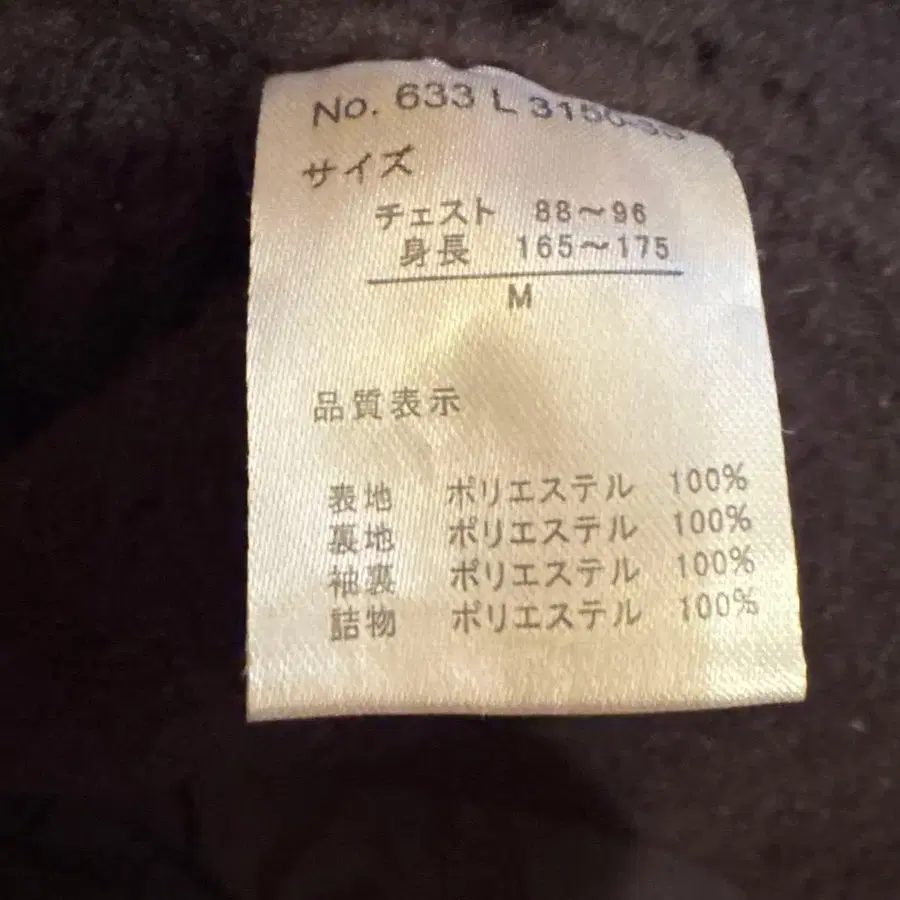 No. 633 L 3150-35
サイズ
チェスト 88～96
身長 165～175
M
品質表示
表地 ポリエステル 100%
裏地 ポリエステル 100%
袖裏 ポリエステル 100%
詰物 ポリエステル 100%